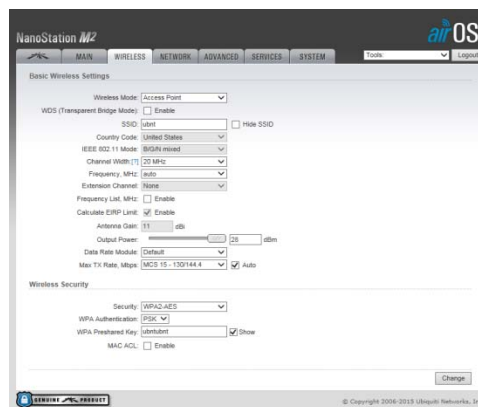 NanoStation M2
airOS
MAIN WIRELESS NETWORK ADVANCED SERVICES SYSTEM Tools: Logout
Basic Wireless Settings
Wireless Mode: Access Point
WDS (Transparent Bridge Mode): Enable
SSID: ubnt Hide SSID
Country Code: United States
IEEE 802.11 Mode: B/G/N mixed
Channel Width:[?] 20 MHz
Frequency, MHz: auto
Extension Channel: None
Frequency List, MHz: Enable
Calculate EIRP Limit: Enable
Antenna Gain: 11 dBi
Output Power: 28 dBm
Data Rate Module: Default
Max TX Rate, Mbps: MCS 15 - 130/144.4 Auto
Wireless Security
Security: WPA2-AES
WPA Authentication: PSK
WPA Preshared Key: ubntubnt Show
MAC ACL: Enable
Change
GENUINE PRODUCT
© Copyright 2006-2015 Ubiquiti Networks, In